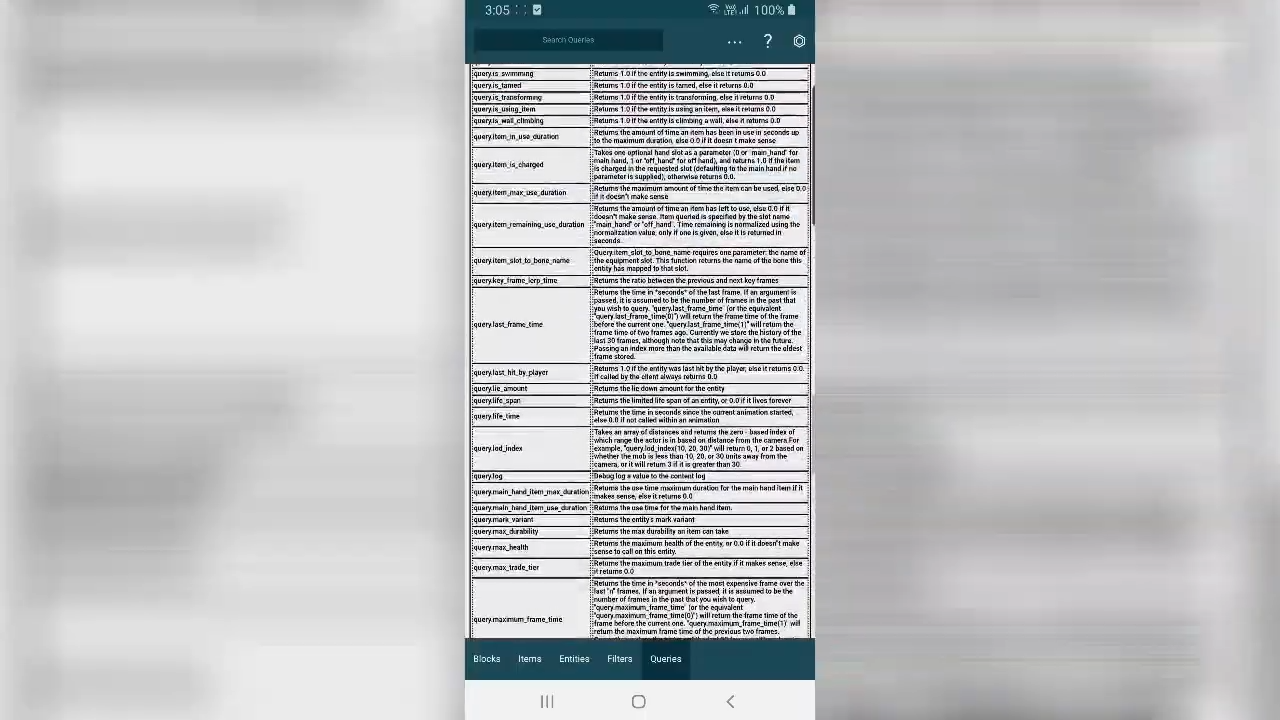 3:05
100%
Search Queries
query.is_swimming
Returns 1.0 if the entity is swimming, else it returns 0.0
query.is_tamed
Returns 1.0 if the entity is tamed, else it returns 0.0
query.is_transforming
Returns 1.0 if the entity is transforming, else it returns 0.0
query.is_using_item
Returns 1.0 if the entity is using an item, else it returns 0.0
query.is_wall_climbing
Returns 1.0 if the entity is climbing a wall, else it returns 0.0
query.item_in_use_duration
Returns the amount of time an item has been in use in seconds up
to the maximum duration, else 0.0 if it doesn't make sense
query.item_is_charged
Takes one optional hand slot as a parameter (0 or 'main_hand' for
main hand, 1 or 'off_hand' for off hand), and returns 1.0 if the item
is charged in the requested slot (defaulting to the main hand if no
parameter is supplied), otherwise returns 0.0.
query.item_max_use_duration
Returns the maximum amount of time the item can be used, else 0.0
if it doesn't make sense
query.item_remaining_use_duration
Returns the amount of time an item has left to use, else 0.0 if it
doesn't make sense. Item queried is specified by the slot name
'main_hand' or 'off_hand'. Time remaining is normalized using the
normalization value, only if one is given, else it is returned in
seconds.
query.item_slot_to_bone_name
Query.item_slot_to_bone_name requires one parameter: the name of
the equipment slot. This function returns the name of the bone this
entity has mapped to that slot.
query.key_frame_lerp_time
Returns the ratio between the previous and next key frames
query.last_frame_time
Returns the time in *seconds* of the last frame. If an argument is
passed, it is assumed to be the number of frames in the past that
you wish to query. 'query.last_frame_time' (or the equivalent
'query.last_frame_time(0)') will return the frame time of the frame
before the current one. 'query.last_frame_time(1)' will return the
frame time of two frames ago. Currently we store the history of the
last 30 frames, although note that this may change in the future.
Passing an index more than the available data will return the oldest
frame stored.
query.last_hit_by_player
Returns 1.0 if the entity was last hit by the player, else it returns 0.0.
If called by the client always returns 0.0
query.lie_amount
Returns the lie down amount for the entity
query.life_span
Returns the limited life span of an entity, or 0.0 if it lives forever
query.life_time
Returns the time in seconds since the current animation started,
else 0.0 if not called within an animation
query.lod_index
Takes an array of distances and returns the zero - based index of
which range the actor is in based on distance from the camera.For
example, 'query.lod_index(10, 20, 30)' will return 0, 1, or 2 based on
whether the mob is less than 10, 20, or 30 units away from the
camera, or it will return 3 if it is greater than 30.
query.log
Debug log a value to the content log
query.main_hand_item_max_duration
Returns the use time maximum duration for the main hand item if it
makes sense, else it returns 0.0
query.main_hand_item_use_duration
Returns the use time for the main hand item.
query.mark_variant
Returns the entity's mark variant
query.max_durability
Returns the max durability an item can take
query.max_health
Returns the maximum health of the entity, or 0.0 if it doesn't make
sense to call on this entity.
query.max_trade_tier
Returns the maximum trade tier of the entity if it makes sense, else
it returns 0.0
query.maximum_frame_time
Returns the time in *seconds* of the most expensive frame over the
last 'n' frames. If an argument is passed, it is assumed to be the
number of frames in the past that you wish to query.
'query.maximum_frame_time' (or the equivalent
'query.maximum_frame_time(0)') will return the frame time of the
frame before the current one. 'query.maximum_frame_time(1)' will
return the maximum frame time of the previous two frames.
Blocks
Items
Entities
Filters
Queries